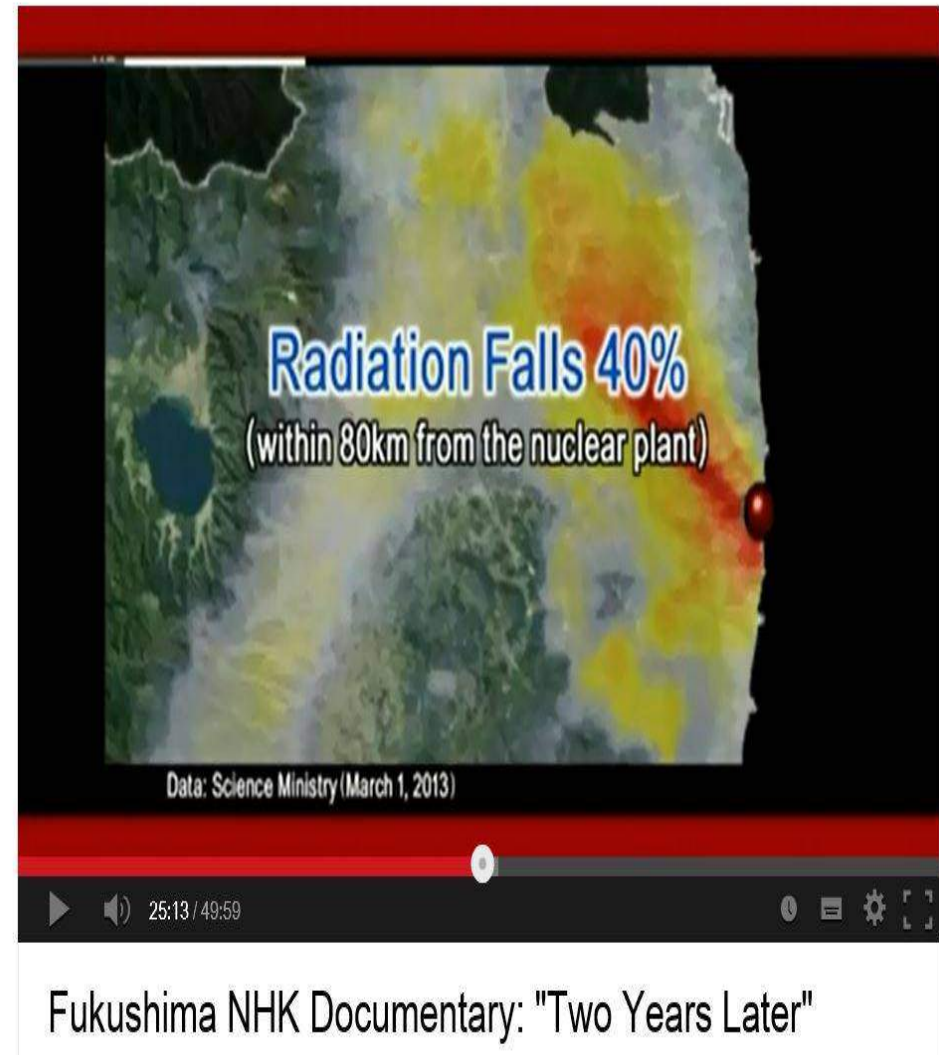 Radiation Falls 40%
(within 80km from the nuclear plant)
Data: Science Ministry (March 1, 2013)
25:13 / 49:59
Fukushima NHK Documentary: "Two Years Later"